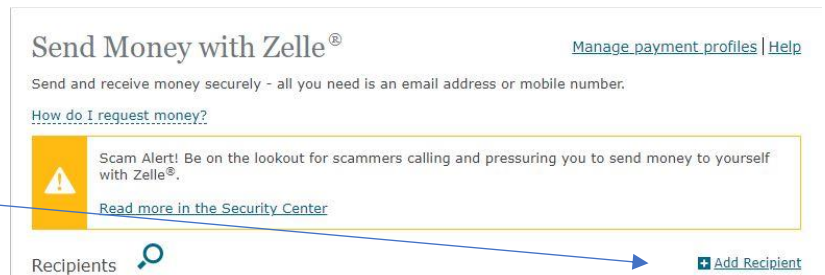 Send Money with Zelle®
Manage payment profiles | Help
Send and receive money securely - all you need is an email address or mobile number.
How do I request money?
Scam Alert! Be on the lookout for scammers calling and pressuring you to send money to yourself
with Zelle®.
Read more in the Security Center
Recipients
Add Recipient